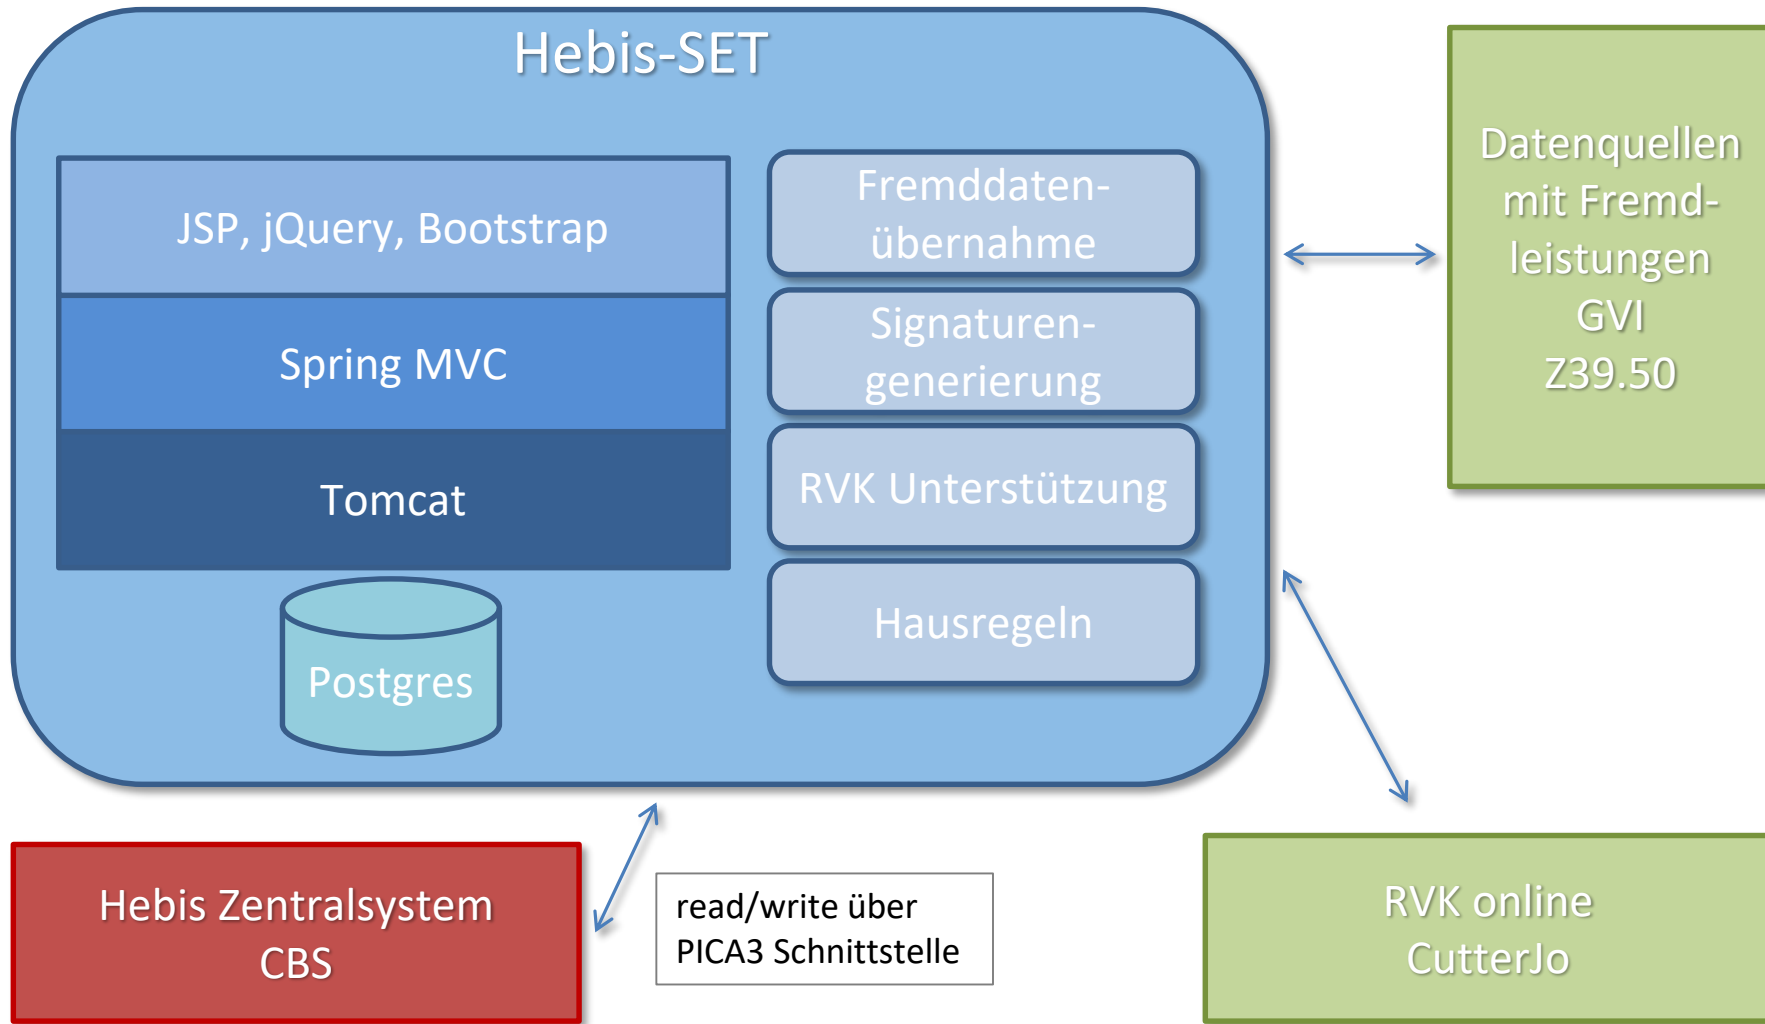 Hebis-SET
JSP, jQuery, Bootstrap
Spring MVC
Tomcat
Postgres
Fremddaten-
übernahme
Signaturen-
generierung
RVK Unterstützung
Hausregeln
Datenquellen
mit Fremd-
leistungen
GVI
Z39.50
Hebis Zentralsystem
CBS
read/write über
PICA3 Schnittstelle
RVK online
CutterJo